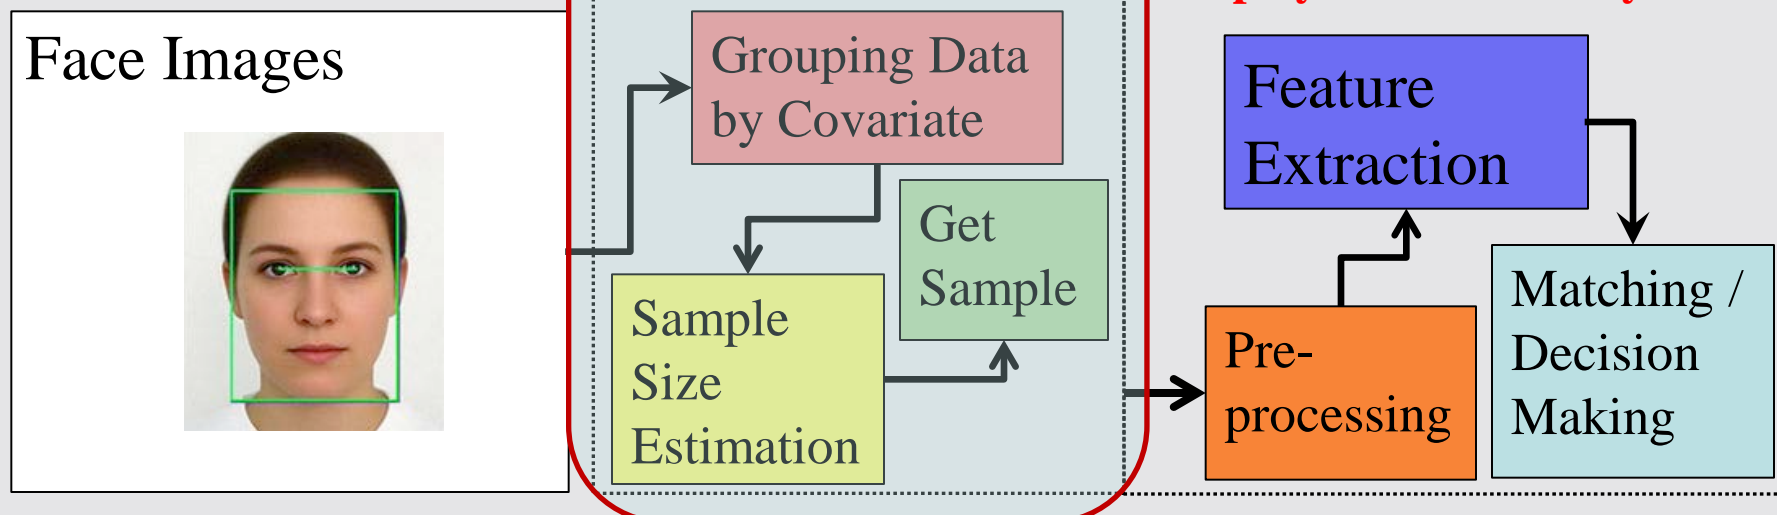 Face Images
Grouping Data
by Covariate
Sample
Size
Estimation
Get
Sample
Pre-
processing
Feature
Extraction
Matching /
Decision
Making